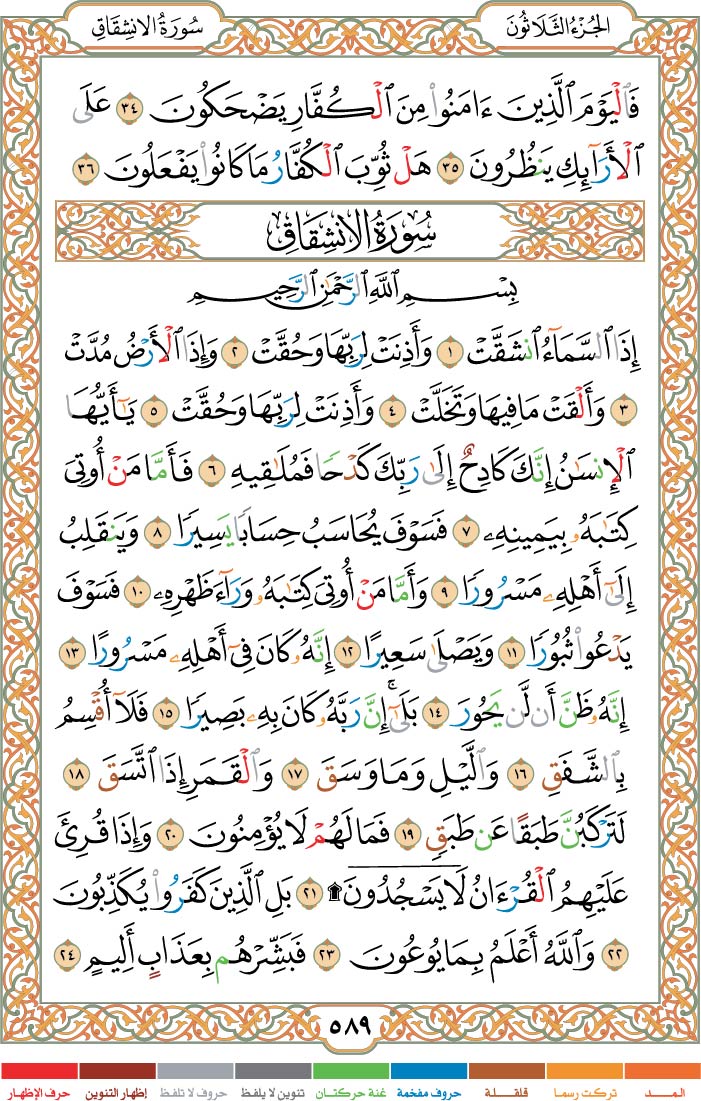 سُورَةُ الانشِقَاقِ    الجُزْءُ الثَّلَاثُونَ
فَٱلْيَوْمَ ٱلَّذِينَ ءَامَنُوا۟ مِنَ ٱلْكُفَّارِ يَضْحَكُونَ ٣٤ عَلَى
ٱلْأَرَآئِكِ يَنظُرُونَ ٣٥ هَلْ ثُوِّبَ ٱلْكُفَّارُ مَا كَانُوا۟ يَفْعَلُونَ ٣٦
سُورَةُ الانشِقَاقِ
بِسْمِ ٱللَّهِ ٱلرَّحْمَٰنِ ٱلرَّحِيمِ
إِذَا ٱلسَّمَآءُ ٱنشَقَّتْ ١ وَأَذِنَتْ لِرَبِّهَا وَحُقَّتْ ٢ وَإِذَا ٱلْأَرْضُ مُدَّتْ
٣ وَأَلْقَتْ مَا فِيهَا وَتَخَلَّتْ ٤ وَأَذِنَتْ لِرَبِّهَا وَحُقَّتْ ٥ يَٰٓأَيُّهَا
ٱلْإِنسَٰنُ إِنَّكَ كَادِحٌ إِلَىٰ رَبِّكَ كَدْحًا فَمُلَٰقِيهِ ٦ فَأَمَّا مَنْ أُوتِىَ
كِتَٰبَهُۥ بِيَمِينِهِۦ ٧ فَسَوْفَ يُحَاسَبُ حِسَابًا يَسِيرًا ٨ وَيَنقَلِبُ
إِلَىٰٓ أَهْلِهِۦ مَسْرُورًا ٩ وَأَمَّا مَنْ أُوتِىَ كِتَٰبَهُۥ وَرَآءَ ظَهْرِهِۦ ١٠ فَسَوْفَ
يَدْعُوا۟ ثُبُورًا ١١ وَيَصْلَىٰ سَعِيرًا ١٢ إِنَّهُۥ كَانَ فِىٓ أَهْلِهِۦ مَسْرُورًا ١٣
إِنَّهُۥ ظَنَّ أَن لَّن يَحُورَ ١٤ بَلَىٰٓ ۚ إِنَّ رَبَّهُۥ كَانَ بِهِۦ بَصِيرًا ١٥ فَلَآ أُقْسِمُ
بِٱلشَّفَقِ ١٦ وَٱلَّيْلِ وَمَا وَسَقَ ١٧ وَٱلْقَمَرِ إِذَا ٱتَّسَقَ ١٨
لَتَرْكَبُنَّ طَبَقًا عَن طَبَقٍ ١٩ فَمَا لَهُمْ لَا يُؤْمِنُونَ ٢٠ وَإِذَا قُرِئَ
عَلَيْهِمُ ٱلْقُرْءَانُ لَا يَسْجُدُونَ ۩ ٢١ بَلِ ٱلَّذِينَ كَفَرُوا۟ يُكَذِّبُونَ
٢٢ وَٱللَّهُ أَعْلَمُ بِمَا يُوعُونَ ٢٣ فَبَشِّرْهُم بِعَذَابٍ أَلِيمٍ ٢٤
٥٨٩
المــد    تركت رسما    قلقلة    حروف مفخمة    غنة حركتان    تنوين لا يلفظ    حروف لا تلفظ    إظهار التنوين    حرف الإظهار